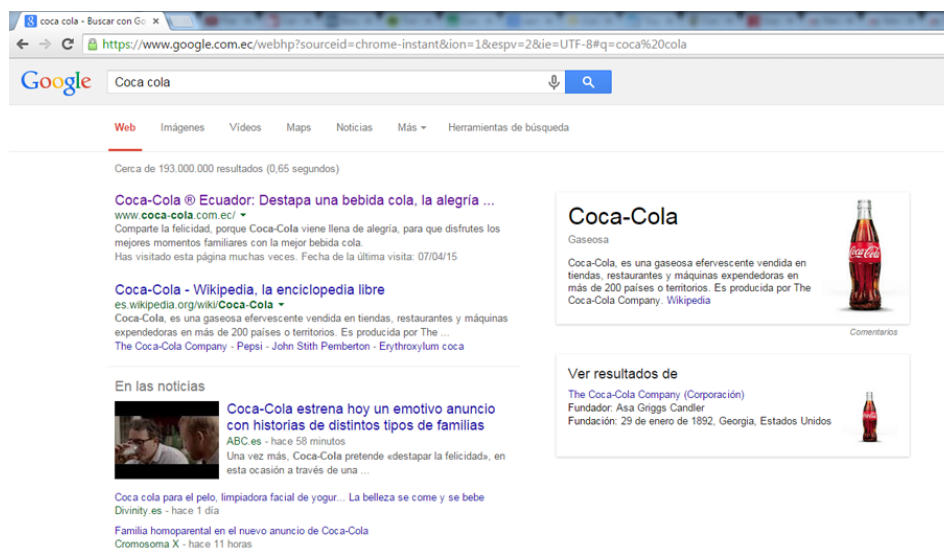 coca cola - Buscar con Go
https://www.google.com.ec/webhp?sourceid=chrome-instant&ion=1&espv=2&ie=UTF-8#q=coca%20cola
Google
Coca cola
Web Imágenes Vídeos Maps Noticias Más Herramientas de búsqueda
Cerca de 193.000.000 resultados (0,65 segundos)
Coca-Cola ® Ecuador: Destapa una bebida cola, la alegría ...
www.coca-cola.com.ec/
Comparte la felicidad, porque Coca-Cola viene llena de alegría, para que disfrutes los
mejores momentos familiares con la mejor bebida cola.
Has visitado esta página muchas veces. Fecha de la última visita: 07/04/15
Coca-Cola - Wikipedia, la enciclopedia libre
es.wikipedia.org/wiki/Coca-Cola
Coca-Cola, es una gaseosa efervescente vendida en tiendas, restaurantes y máquinas
expendedoras en más de 200 países o territorios. Es producida por The ...
The Coca-Cola Company - Pepsi - John Stith Pemberton - Erythroxylum coca
En las noticias
Coca-Cola estrena hoy un emotivo anuncio
con historias de distintos tipos de familias
ABC.es - hace 58 minutos
Una vez más, Coca-Cola pretende «destapar la felicidad», en
esta ocasión a través de una ...
Coca cola para el pelo, limpiadora facial de yogur... La belleza se come y se bebe
Divinity.es - hace 1 día
Familia homoparental en el nuevo anuncio de Coca-Cola
Cromosoma X - hace 11 horas
Coca-Cola
Gaseosa
Coca-Cola, es una gaseosa efervescente vendida en
tiendas, restaurantes y máquinas expendedoras en
más de 200 países o territorios. Es producida por The
Coca-Cola Company. Wikipedia
Coca-Cola
Comentarios
Ver resultados de
The Coca-Cola Company (Corporación)
Fundador: Asa Griggs Candler
Fundación: 29 de enero de 1892, Georgia, Estados Unidos